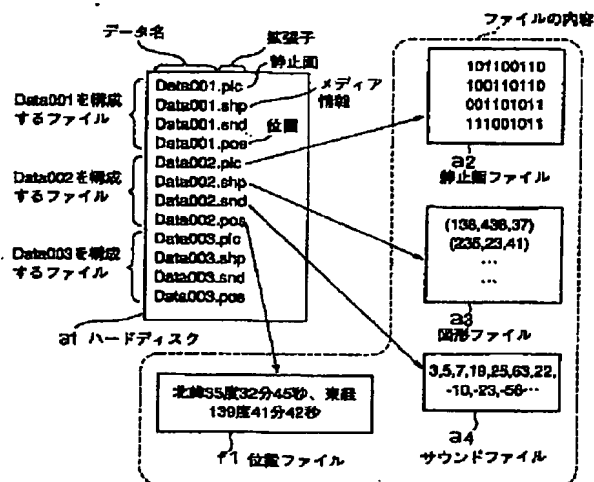 ファイルの内容
データ名
拡張子
静止画
メディア
情報
位置
Data001を構成
するファイル
Data002を構成
するファイル
Data003を構成
するファイル
Data001.pic
Data001.shp
Data001.snd
Data001.pos
Data002.pic
Data002.shp
Data002.snd
Data002.pos
Data003.pic
Data003.shp
Data003.snd
Data003.pos
a1 ハードディスク
101100110
100110110
001101011
111001011
a2
静止画ファイル
(136,436,37)
(236,23,41)
…
…
a3
図形ファイル
3,5,7,19,25,63,22,
-10,-23,-56…
a4
サウンドファイル
北緯35度32分45秒、東経
139度41分42秒
f1 位置ファイル